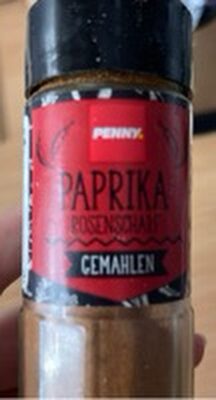 PENNY.
PAPRIKA
ROSENSCHARF
GEMAHLEN